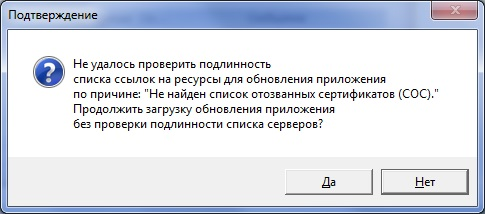 Подтверждение
Не удалось проверить подлинность
списка ссылок на ресурсы для обновления приложения
по причине: "Не найден список отозванных сертификатов (СОС)."
Продолжить загрузку обновления приложения
без проверки подлинности списка серверов?
Да
Нет